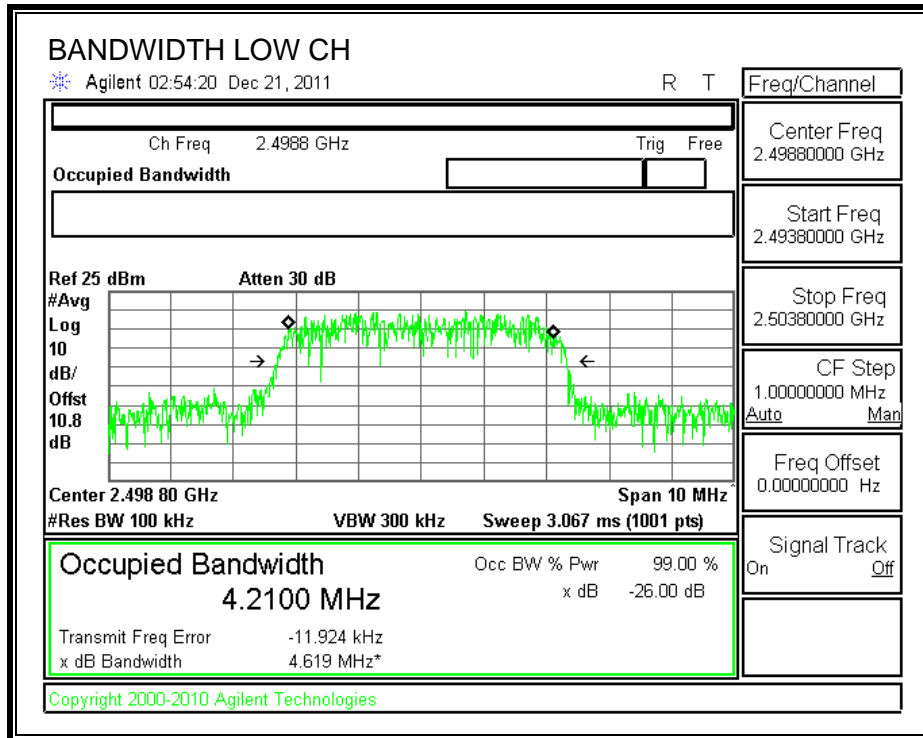 BANDWIDTH LOW CH
Agilent 02:54:20 Dec 21, 2011 R T
Ch Freq 2.4988 GHz Trig Free
Occupied Bandwidth
Ref 25 dBm Atten 30 dB
#Avg
Log
10
dB/
Offst
10.8
dB
Center 2.498 80 GHz Span 10 MHz^
#Res BW 100 kHz VBW 300 kHz Sweep 3.067 ms (1001 pts)
Occupied Bandwidth
4.2100 MHz
Occ BW % Pwr 99.00 %
x dB -26.00 dB
Transmit Freq Error -11.924 kHz
x dB Bandwidth 4.619 MHz*
Copyright 2000-2010 Agilent Technologies
Freq/Channel
Center Freq
2.49880000 GHz
Start Freq
2.49380000 GHz
Stop Freq
2.50380000 GHz
CF Step
1.00000000 MHz
Auto Man
Freq Offset
0.00000000 Hz
Signal Track
On Off